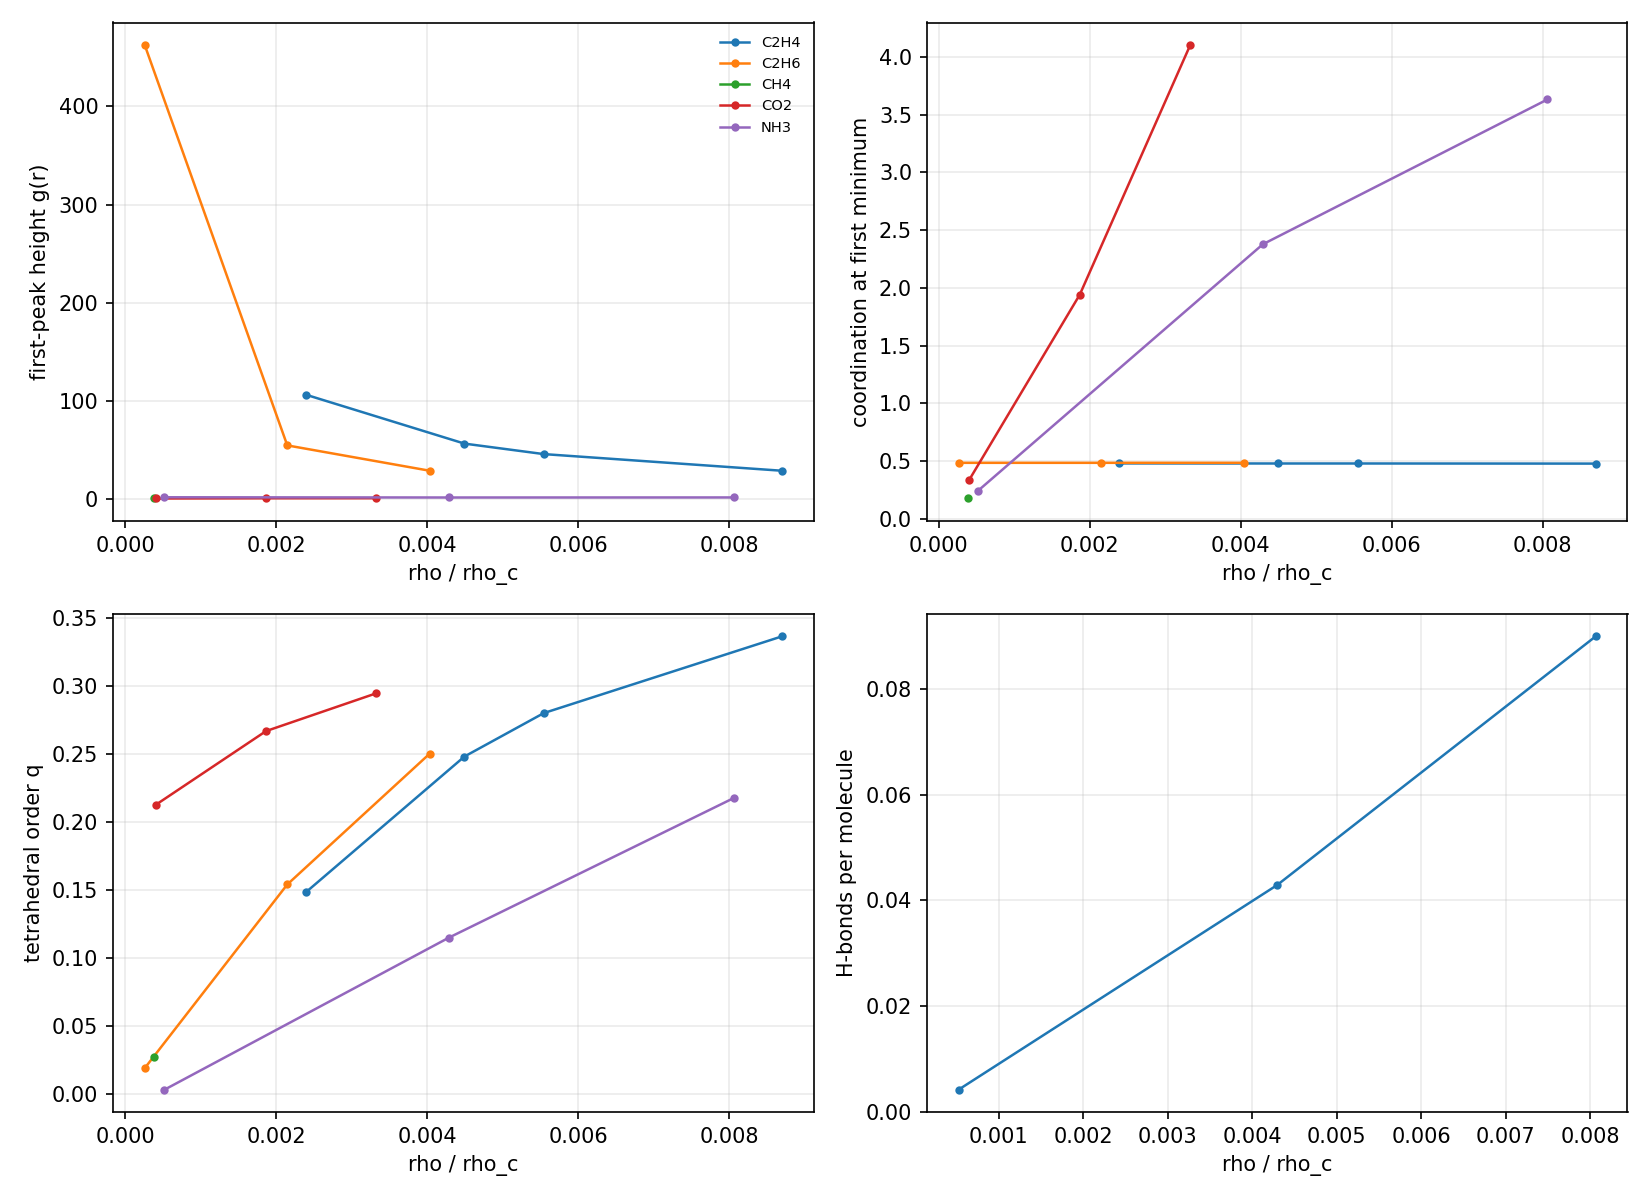 first-peak height g(r)
400
300
200
100
0
0.000 0.002 0.004 0.006 0.008
rho / rho_c
C2H4
C2H6
CH4
CO2
NH3
coordination at first minimum
4.0
3.5
3.0
2.5
2.0
1.5
1.0
0.5
0.0
0.000 0.002 0.004 0.006 0.008
rho / rho_c
tetrahedral order q
0.35
0.30
0.25
0.20
0.15
0.10
0.05
0.00
0.000 0.002 0.004 0.006 0.008
rho / rho_c
H-bonds per molecule
0.08
0.06
0.04
0.02
0.00
0.001 0.002 0.003 0.004 0.005 0.006 0.007 0.008
rho / rho_c